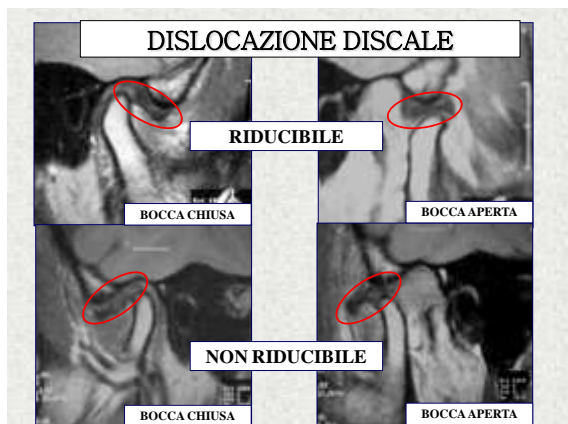 DISLOCAZIONE DISCALE
RIDUCIBILE
BOCCA CHIUSA
BOCCA APERTA
NON RIDUCIBILE
BOCCA CHIUSA
BOCCA APERTA